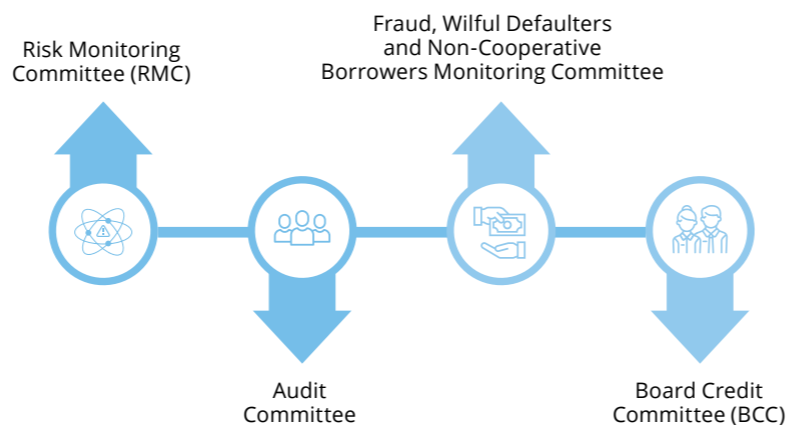 Risk Monitoring
Committee (RMC)
Fraud, Wilful Defaulters
and Non-Cooperative
Borrowers Monitoring Committee
Audit
Committee
Board Credit
Committee (BCC)